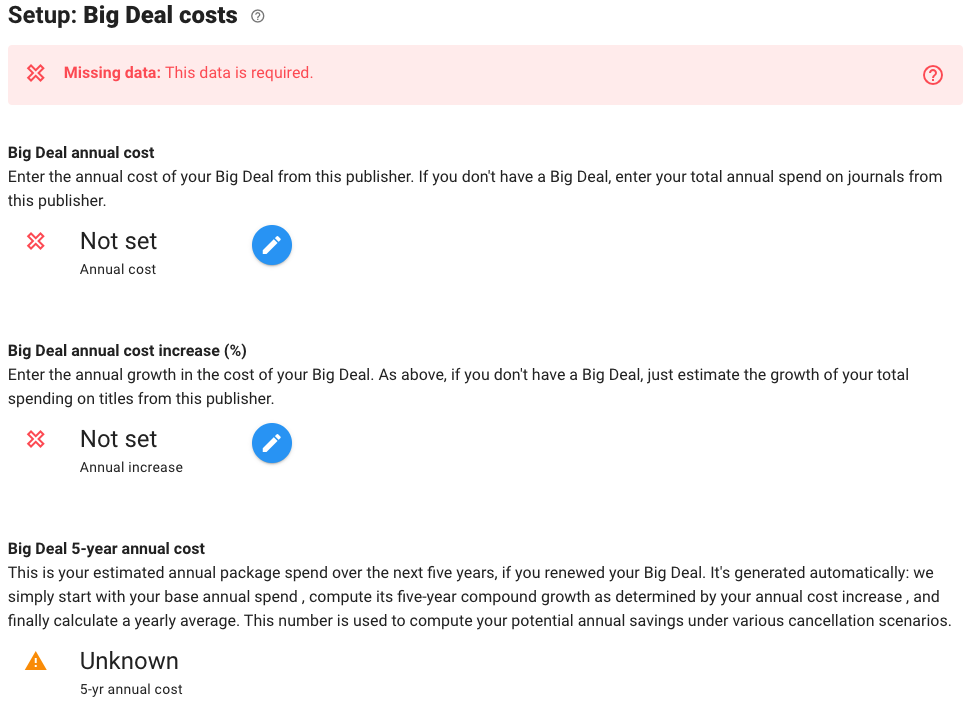 Setup: Big Deal costs
Missing data: This data is required.
Big Deal annual cost
Enter the annual cost of your Big Deal from this publisher. If you don't have a Big Deal, enter your total annual spend on journals from
this publisher.
Not set
Annual cost
Big Deal annual cost increase (%)
Enter the annual growth in the cost of your Big Deal. As above, if you don't have a Big Deal, just estimate the growth of your total
spending on titles from this publisher.
Not set
Annual increase
Big Deal 5-year annual cost
This is your estimated annual package spend over the next five years, if you renewed your Big Deal. It's generated automatically: we
simply start with your base annual spend , compute its five-year compound growth as determined by your annual cost increase , and
finally calculate a yearly average. This number is used to compute your potential annual savings under various cancellation scenarios.
Unknown
5-yr annual cost